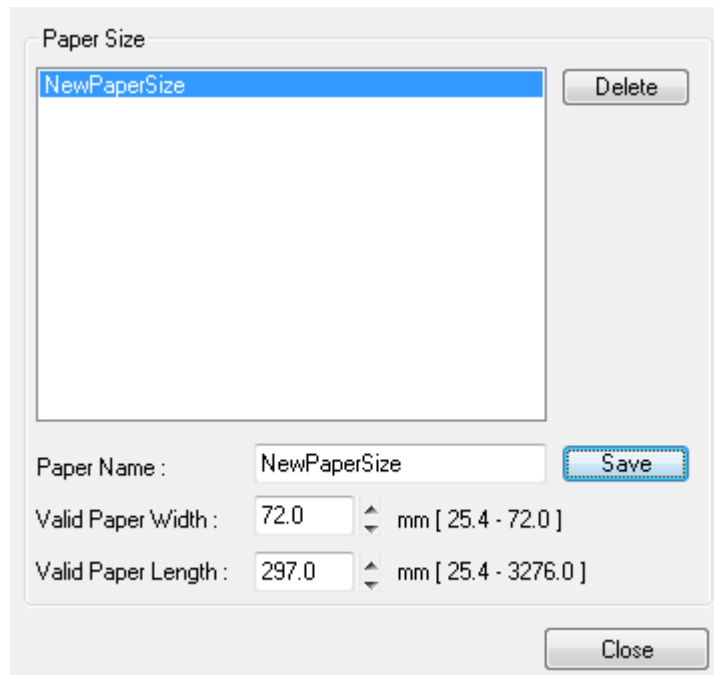 Paper Size
NewPaperSize
Delete
Paper Name :
NewPaperSize
Save
Valid Paper Width :
72.0
mm [ 25.4 - 72.0 ]
Valid Paper Length :
297.0
mm [ 25.4 - 3276.0 ]
Close